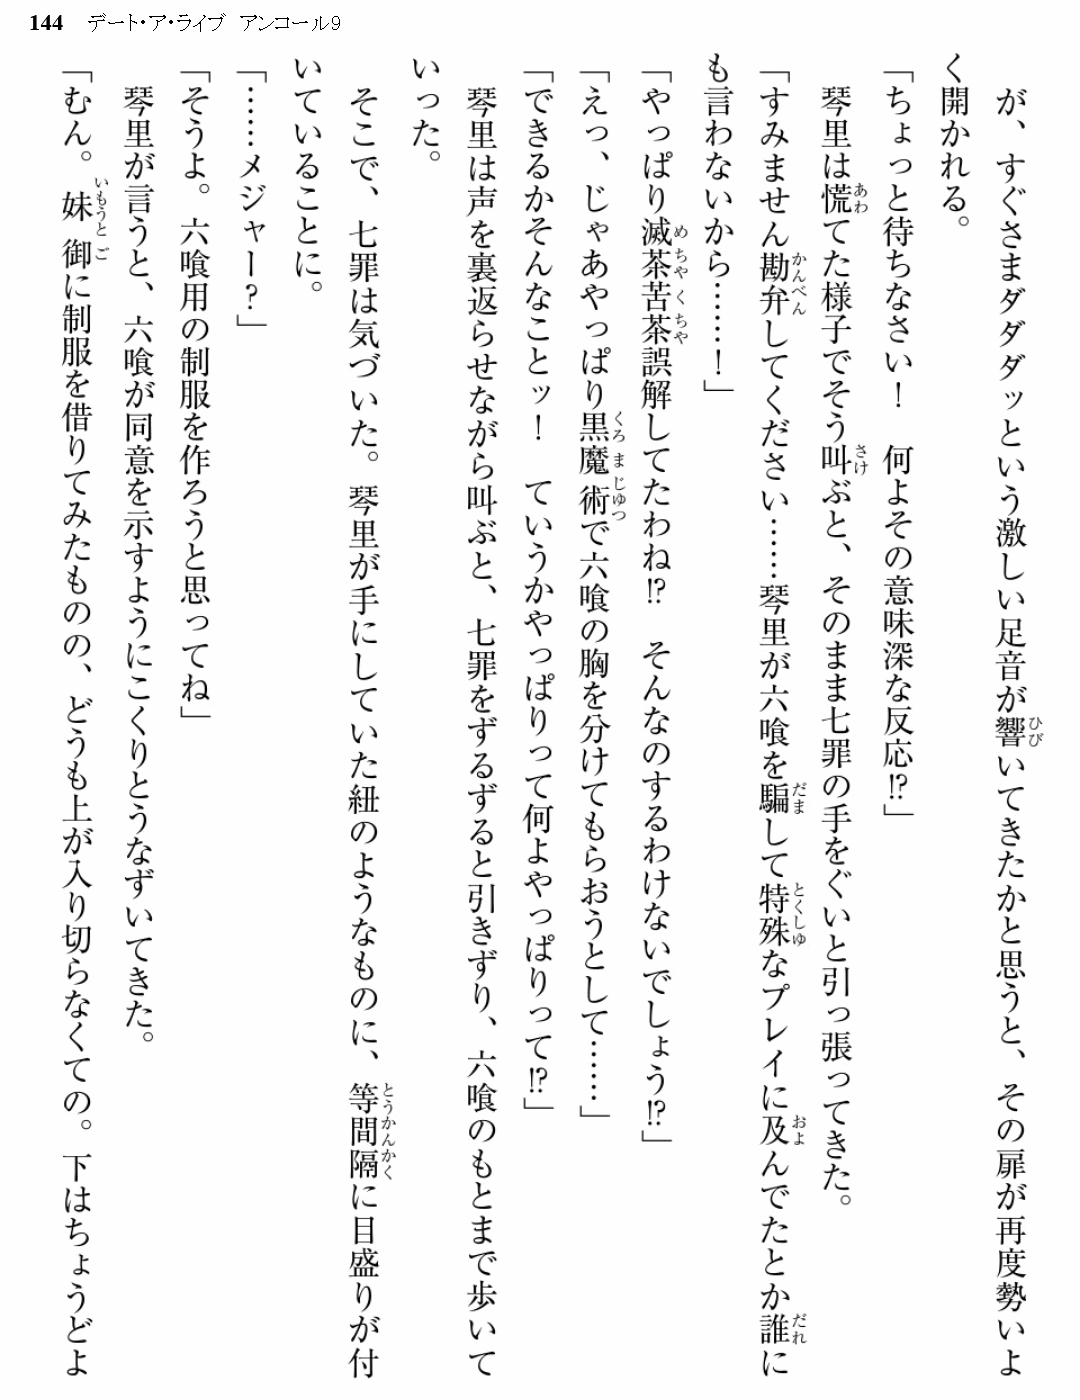 144 デート・ア・ライブ アンコール9
が、すぐさまダダダッという激しい足音が響いてきたかと思うと、その扉が再度勢いよ
く開かれる。
「ちょっと待ちなさい！　何よその意味深な反応!?」
琴里は慌てた様子でそう叫ぶと、そのまま七罪の手をぐいと引っ張ってきた。
「すみません勘弁してください……琴里が六喰を騙して特殊なプレイに及んでたとか誰に
も言わないから……！」
「やっぱり滅茶苦茶誤解してたわね!?　そんなのするわけないでしょう!?」
「えっ、じゃあやっぱり黒魔術で六喰の胸を分けてもらおうとして……」
「できるかそんなことッ！　ていうかやっぱりって何よやっぱりって!?」
琴里は声を裏返らせながら叫ぶと、七罪をずるずると引きずり、六喰のもとまで歩いて
いった。
そこで、七罪は気づいた。琴里が手にしていた紐のようなものに、等間隔に目盛りが付
いていることに。
「……メジャー？」
「そうよ。六喰用の制服を作ろうと思ってね」
琴里が言うと、六喰が同意を示すようにこくりとうなずいてきた。
「むん。妹御に制服を借りてみたものの、どうも上が入り切らなくての。下はちょうどよ